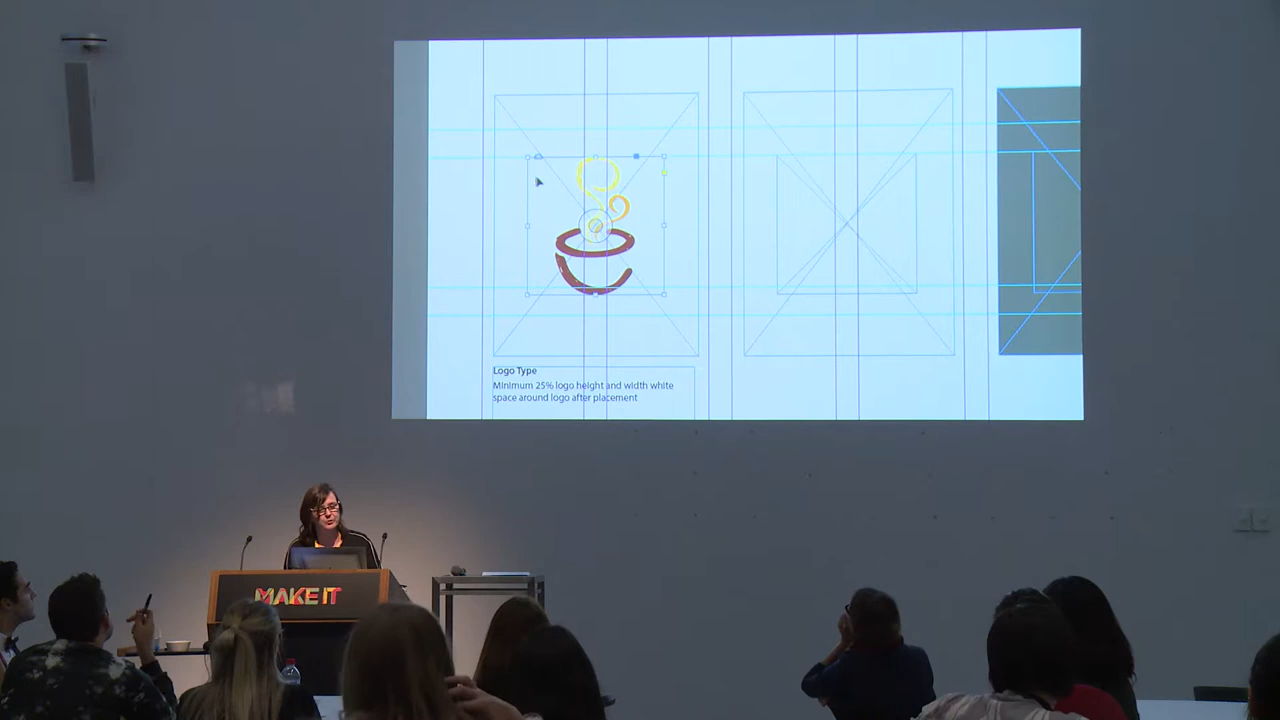 Logo Type
Minimum 25% logo height and width white
space around logo after placement
MAKE IT